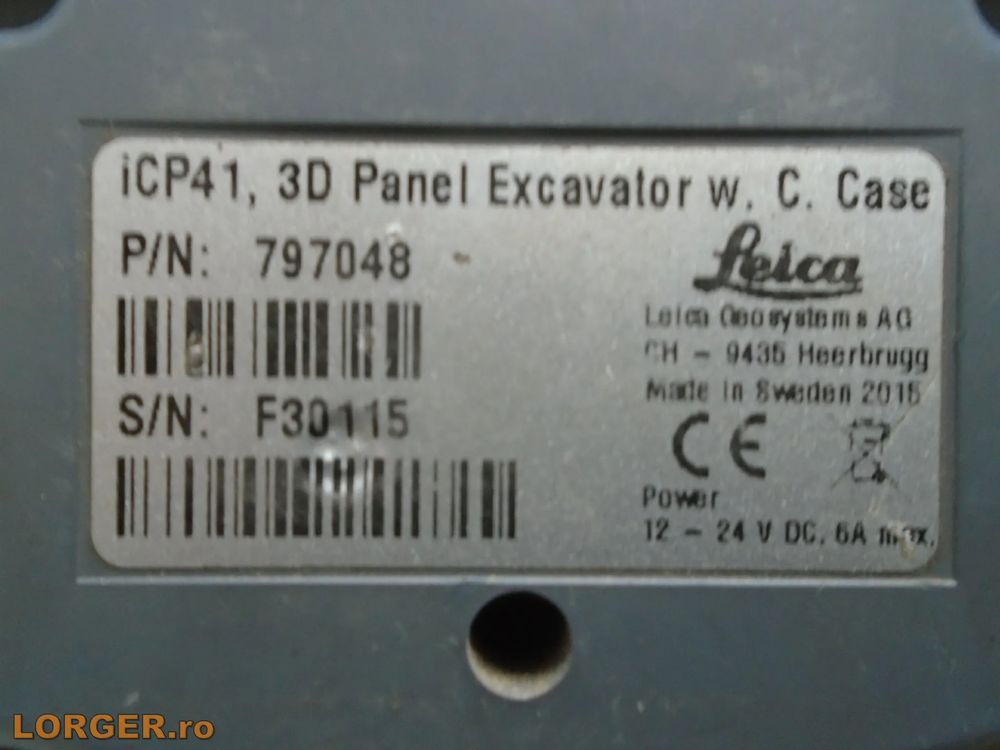 iCP41, 3D Panel Excavator w. C. Case
P/N: 797048
Leica
Leica Geosystems AG
CH - 9435 Heerbrugg
Made in Sweden 2015
S/N: F30115
CE
Power
12 - 24 V DC, 6A max.
LORGER.ro